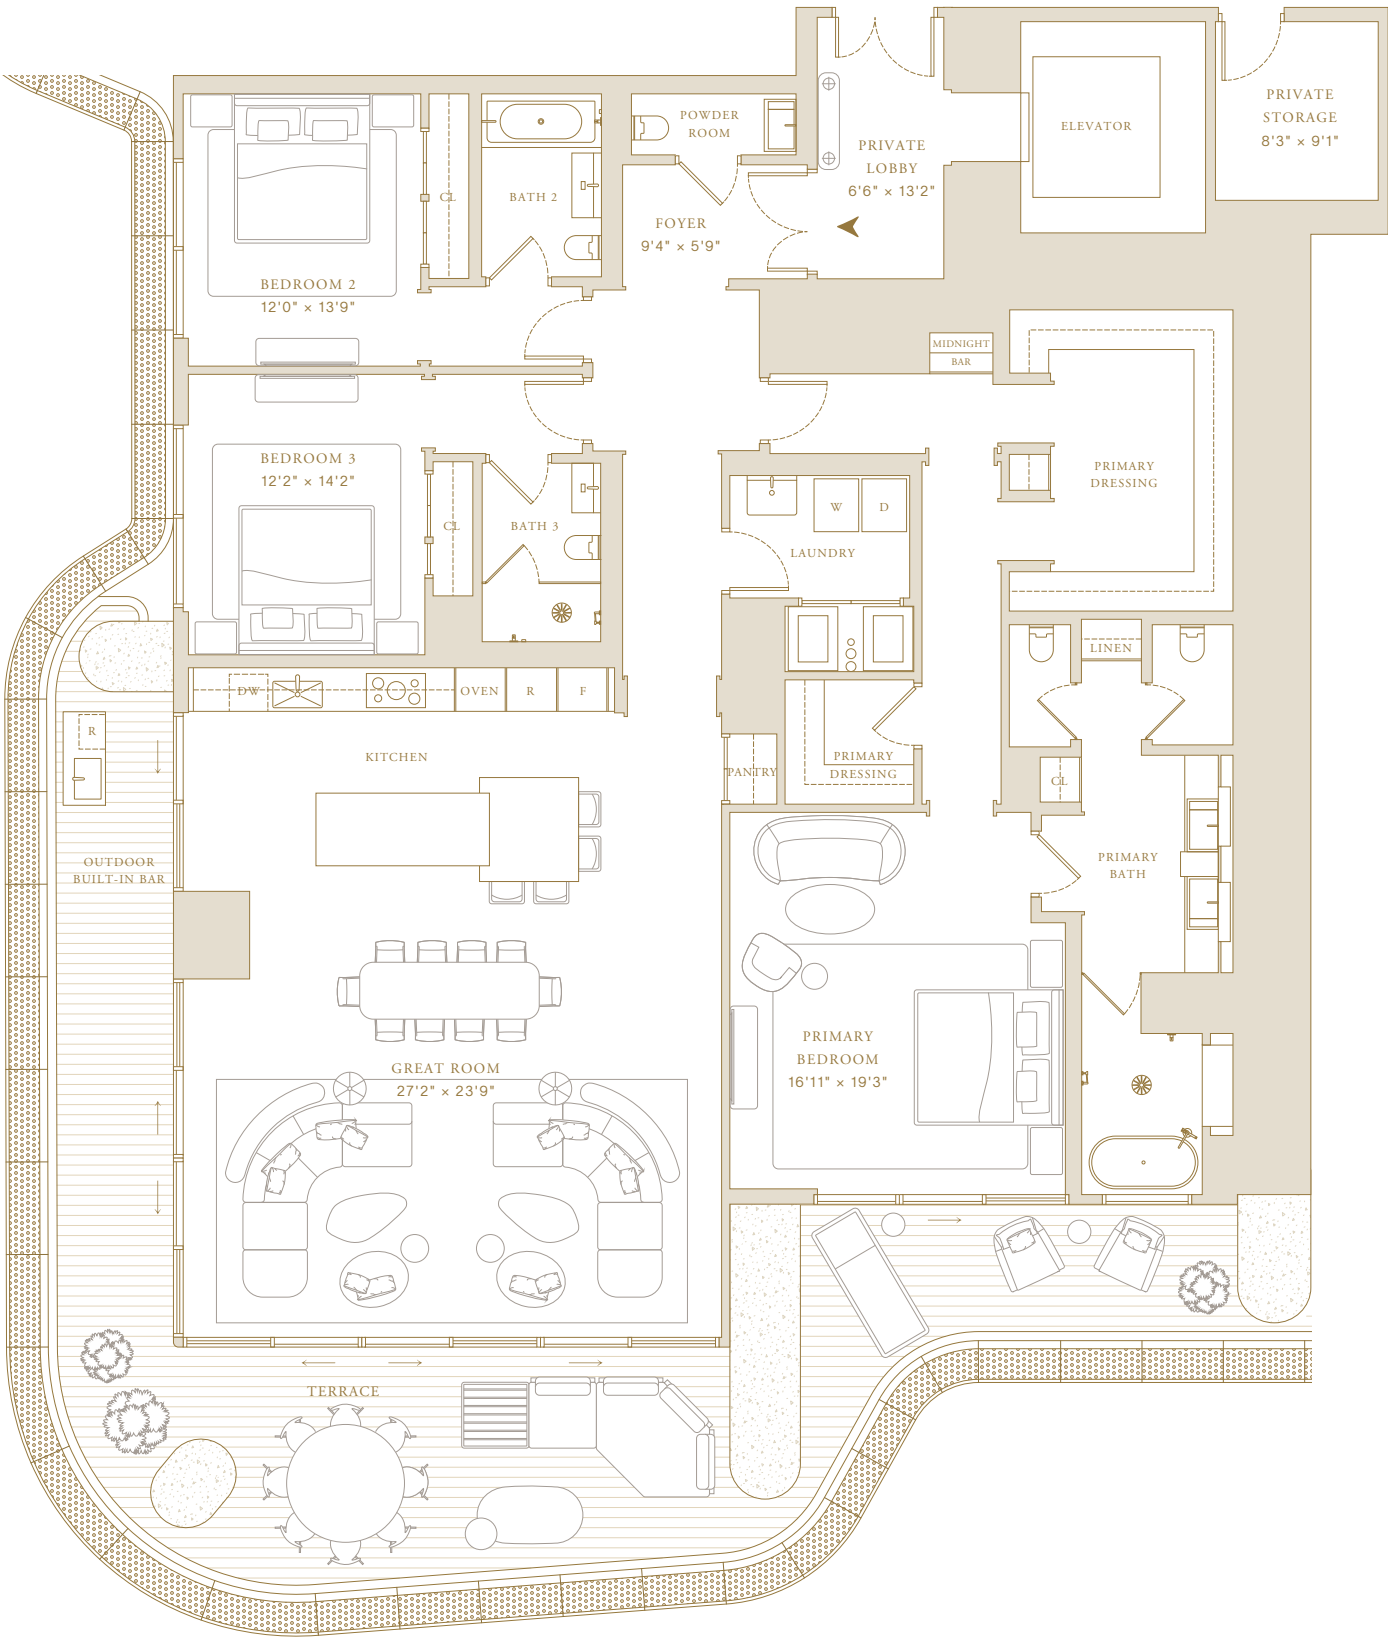 POWDER
ROOM
PRIVATE
LOBBY
6'6" × 13'2"
ELEVATOR
PRIVATE
STORAGE
8'3" × 9'1"
CL
BATH 2
FOYER
9'4" × 5'9"
BEDROOM 2
12'0" × 13'9"
MIDNIGHT
BAR
BEDROOM 3
12'2" × 14'2"
CL
BATH 3
W
D
LAUNDRY
PRIMARY
DRESSING
LINEN
DW
OVEN
R
F
R
KITCHEN
PANTRY
PRIMARY
DRESSING
CL
OUTDOOR
BUILT-IN BAR
PRIMARY
BATH
GREAT ROOM
27'2" × 23'9"
PRIMARY
BEDROOM
16'11" × 19'3"
TERRACE